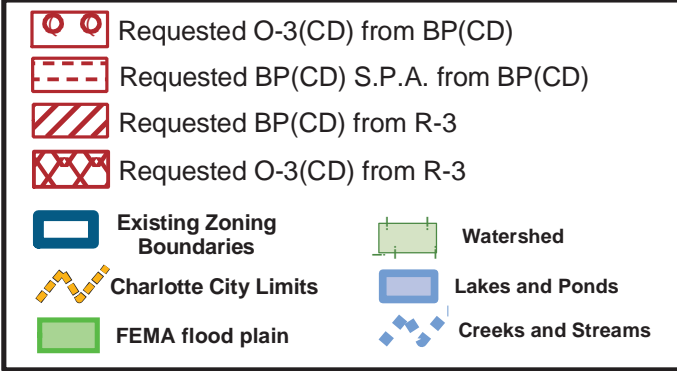 Requested O-3(CD) from BP(CD)
Requested BP(CD) S.P.A. from BP(CD)
Requested BP(CD) from R-3
Requested O-3(CD) from R-3
Existing Zoning
Boundaries
Charlotte City Limits
FEMA flood plain
Watershed
Lakes and Ponds
Creeks and Streams